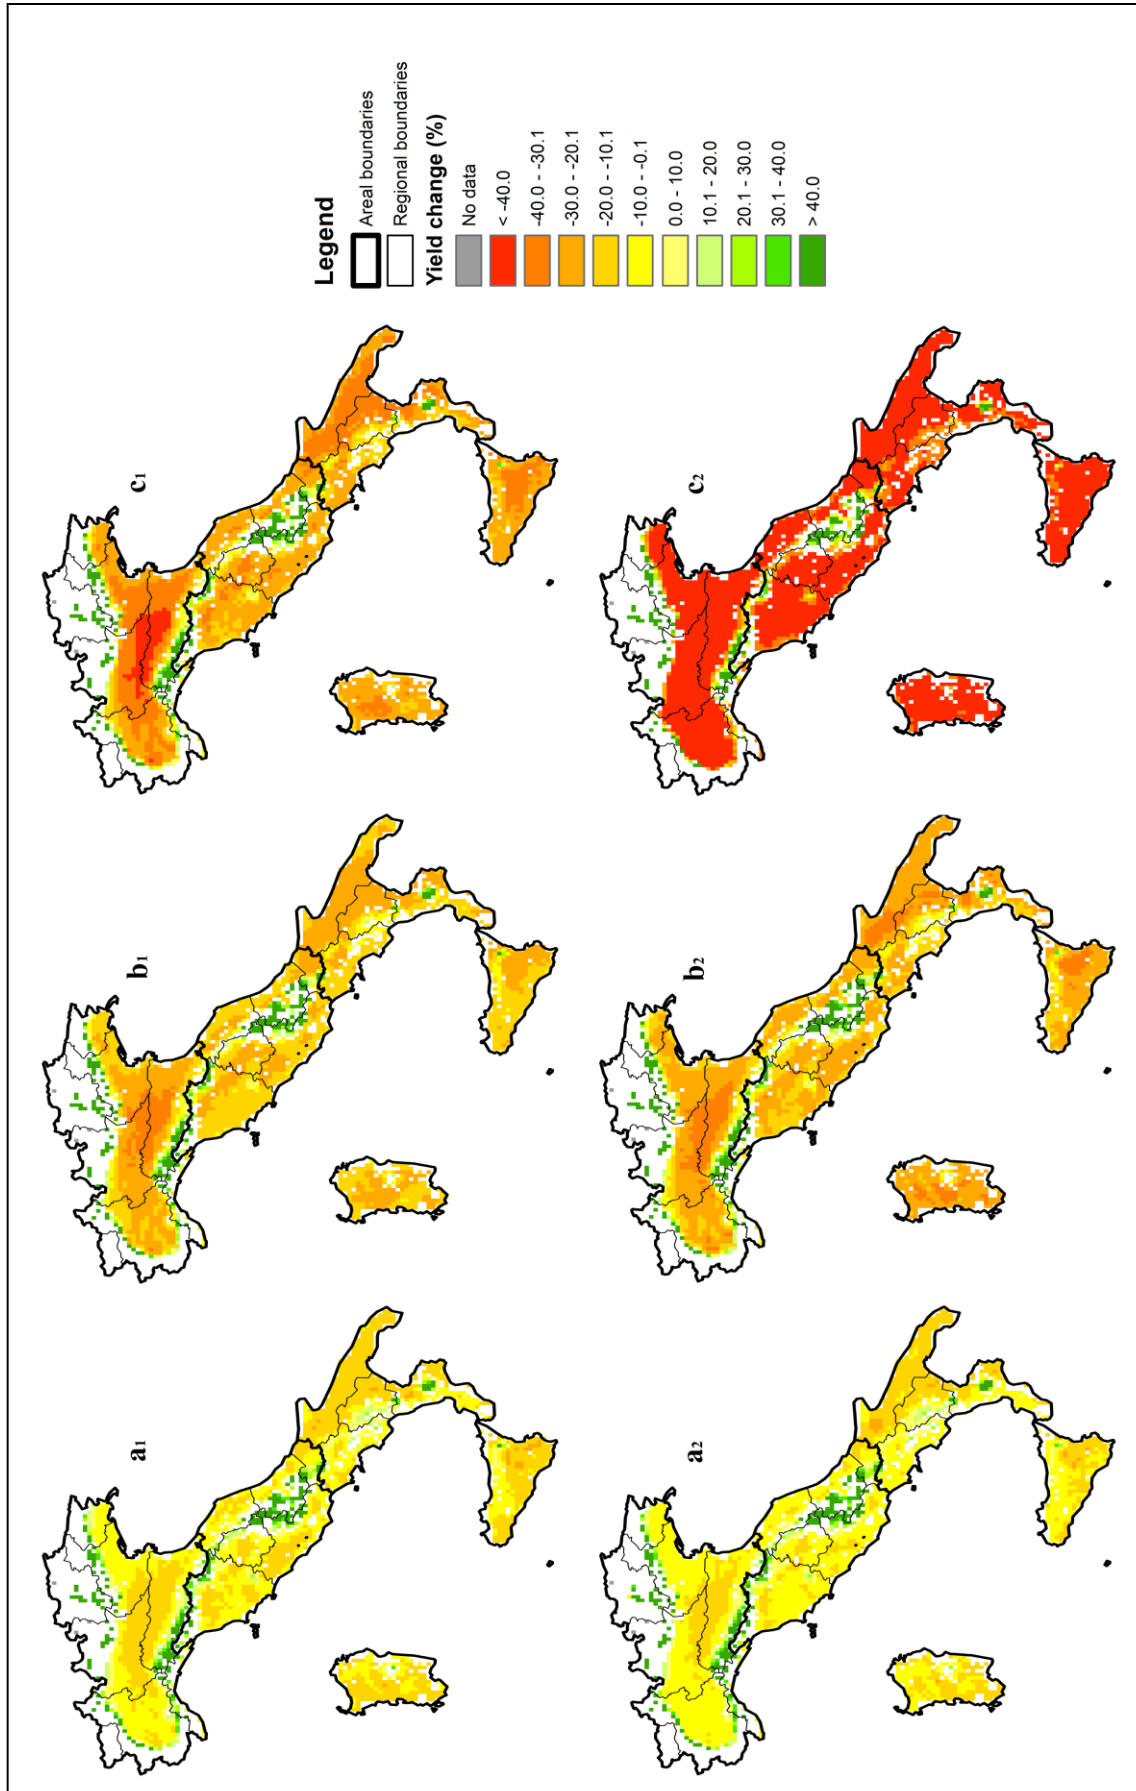 a1
b1
c1
a2
b2
c2
Legend
Areal boundaries
Regional boundaries
Yield change (%)
No data
< -40.0
-40.0 - -30.1
-30.0 - -20.1
-20.0 - -10.1
-10.0 - -0.1
0.0 - 10.0
10.1 - 20.0
20.1 - 30.0
30.1 - 40.0
> 40.0